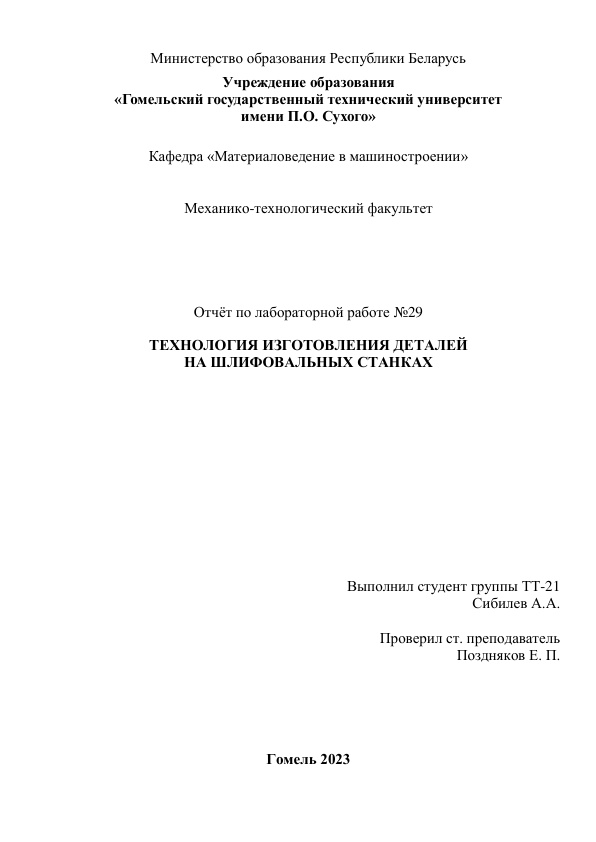 Министерство образования Республики Беларусь
Учреждение образования
«Гомельский государственный технический университет
имени П.О. Сухого»
Кафедра «Материаловедение в машиностроении»
Механико-технологический факультет
Отчёт по лабораторной работе №29
ТЕХНОЛОГИЯ ИЗГОТОВЛЕНИЯ ДЕТАЛЕЙ
НА ШЛИФОВАЛЬНЫХ СТАНКАХ
Выполнил студент группы ТТ-21
Сибилев А.А.
Проверил ст. преподаватель
Поздняков Е. П.
Гомель 2023